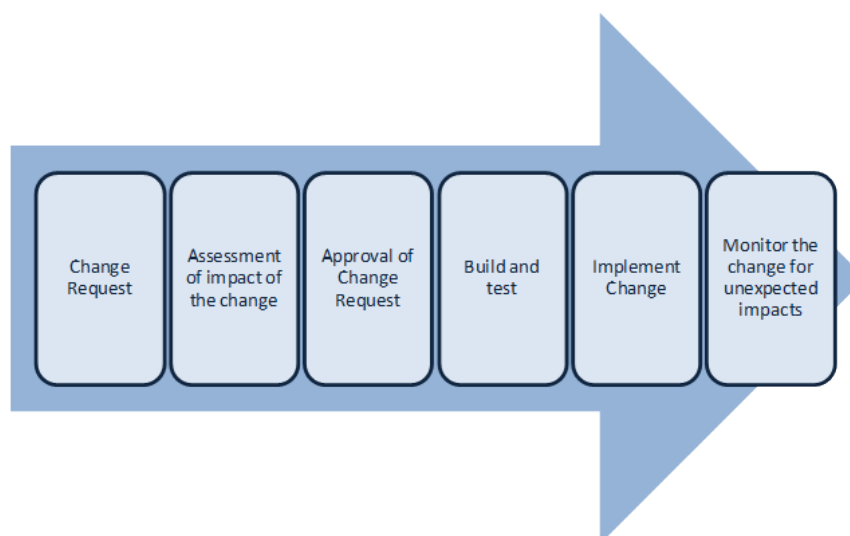 Change
Request
Assessment
of impact of
the change
Approval of
Change
Request
Build and
test
Implement
Change
Monitor the
change for
unexpected
impacts